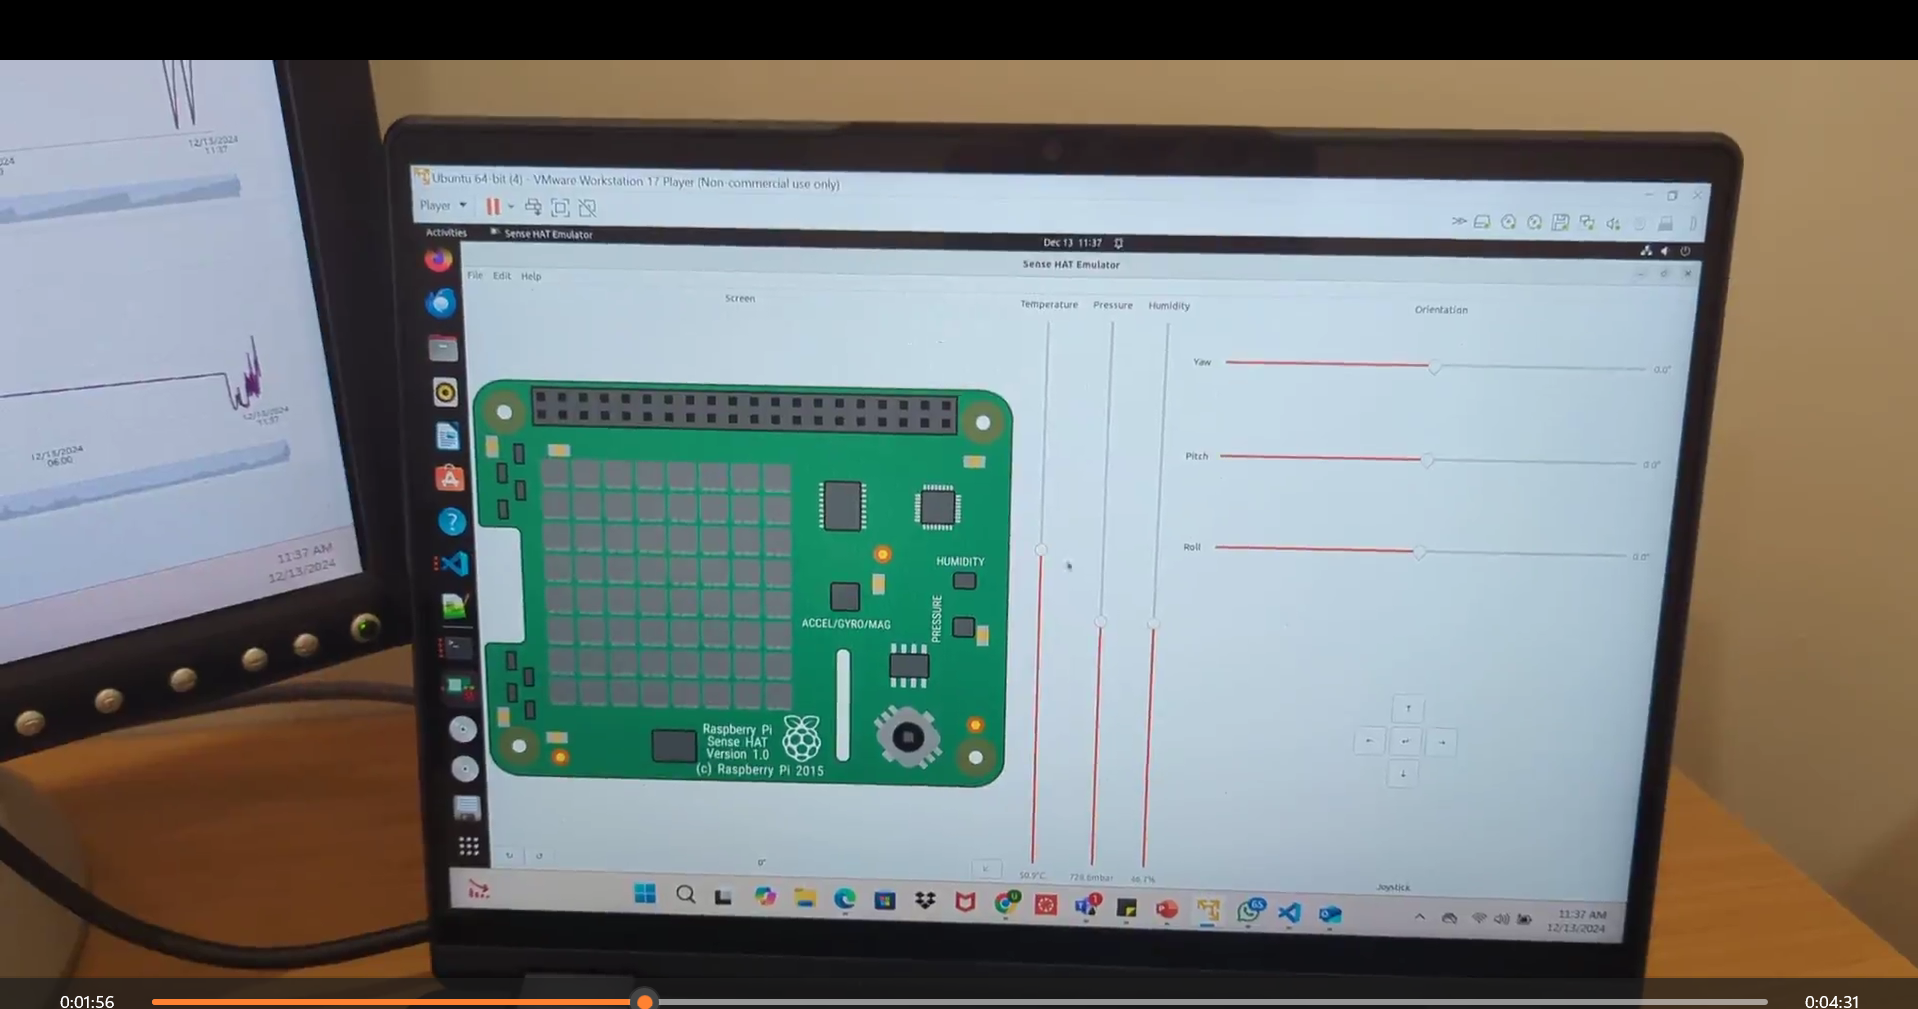 12/13/2024
11:37
12/13/2024
11:37
12/13/2024
06:00
11:37 AM
12/13/2024
Ubuntu 64-bit (4) - VMware Workstation 17 Player (Non-commercial use only)
Player
Activities
Sense HAT Emulator
Dec 13 11:37
Sense HAT Emulator
File Edit Help
Screen
Temperature
Pressure
Humidity
Orientation
Yaw
0.0°
Pitch
0.0°
Roll
0.0°
HUMIDITY
PRESSURE
ACCEL/GYRO/MAG
Raspberry Pi
Sense HAT
Version 1.0
(c) Raspberry Pi 2015
0°
50.9°C
728.6mbar
Joystick
11:37 AM
12/13/2024
0:01:56
0:04:31